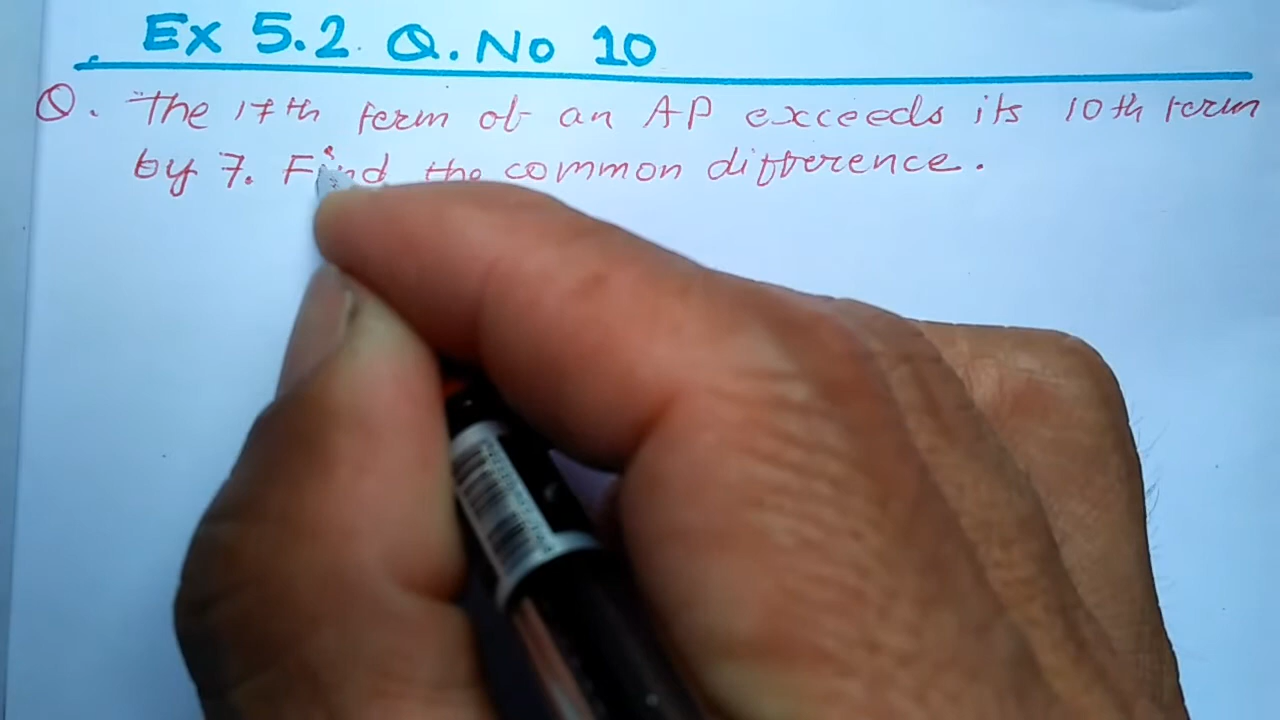 Ex 5.2 Q. No 10
Q. The 17th term of an AP exceeds its 10th term
by 7. Find the common difference.